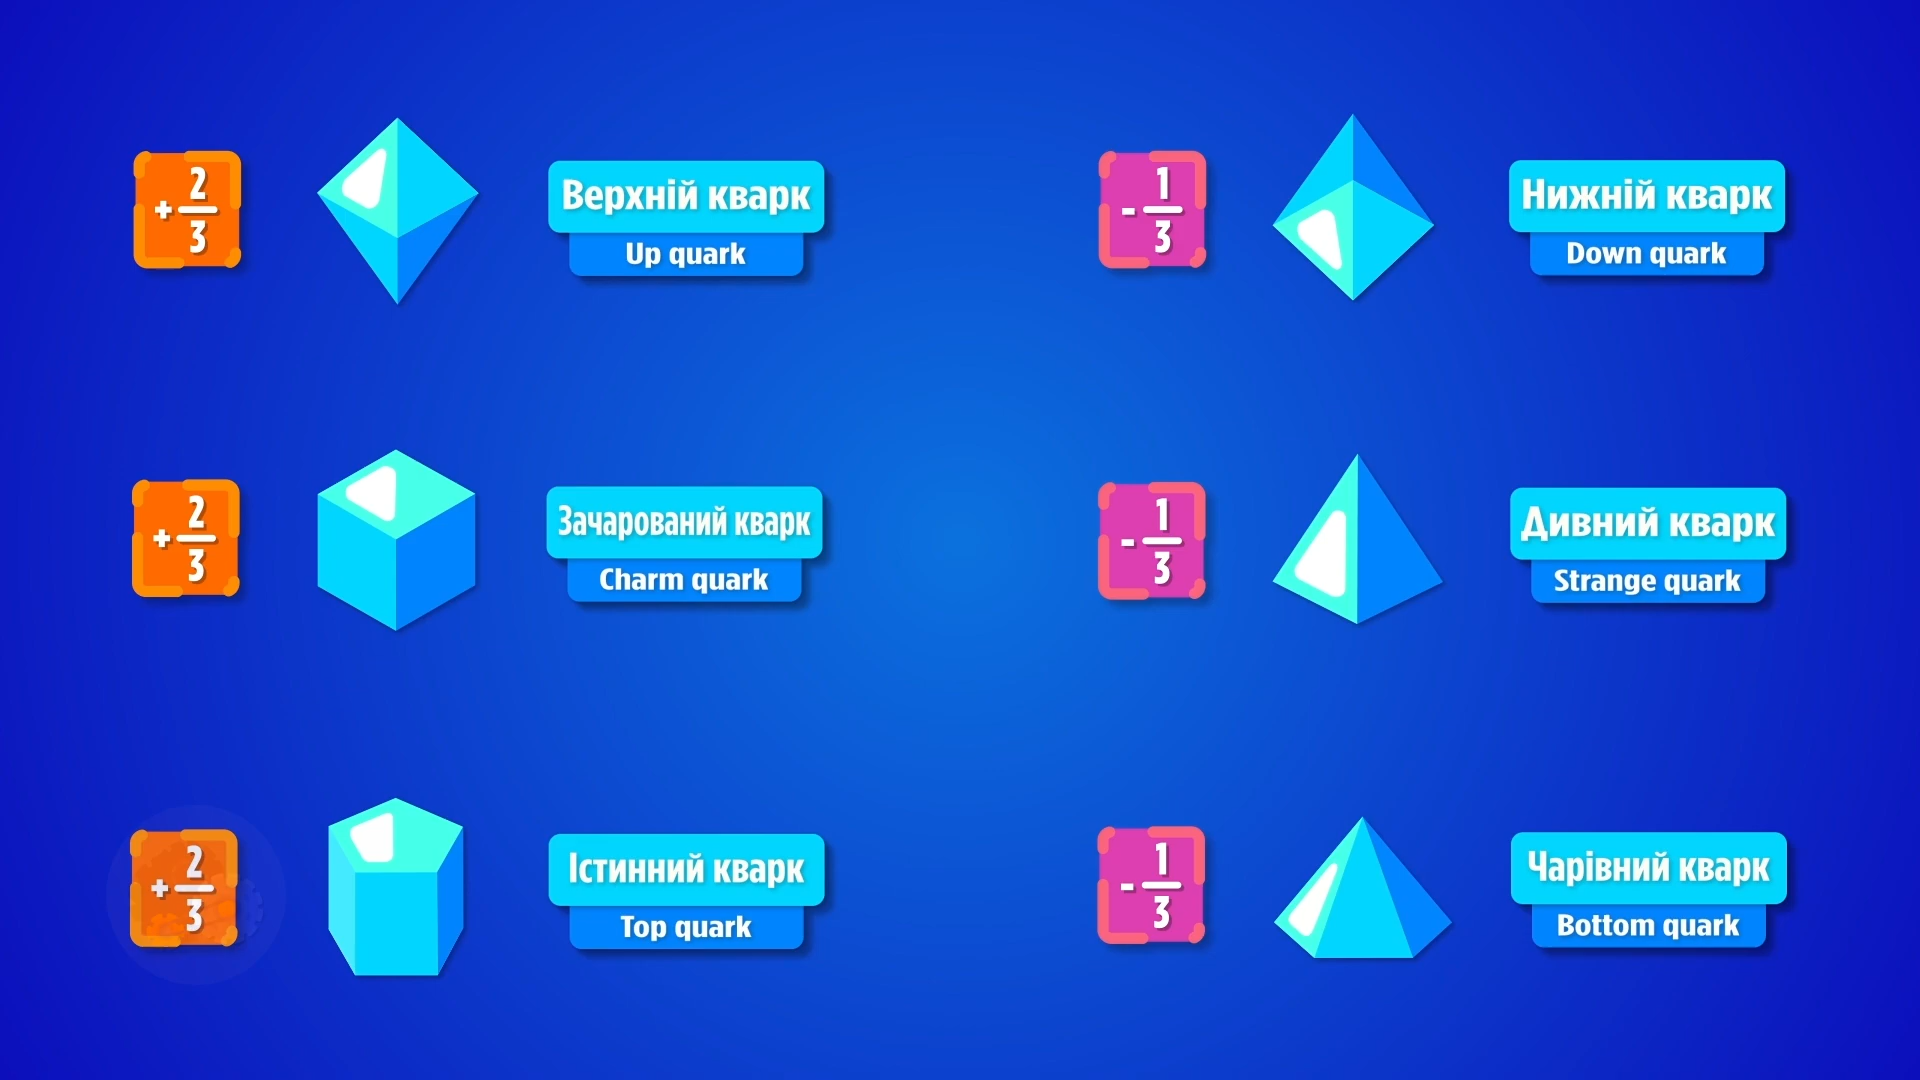 + 2/3
Верхній кварк
Up quark
- 1/3
Нижній кварк
Down quark
+ 2/3
Зачарований кварк
Charm quark
- 1/3
Дивний кварк
Strange quark
+ 2/3
Істинний кварк
Top quark
- 1/3
Чарівний кварк
Bottom quark